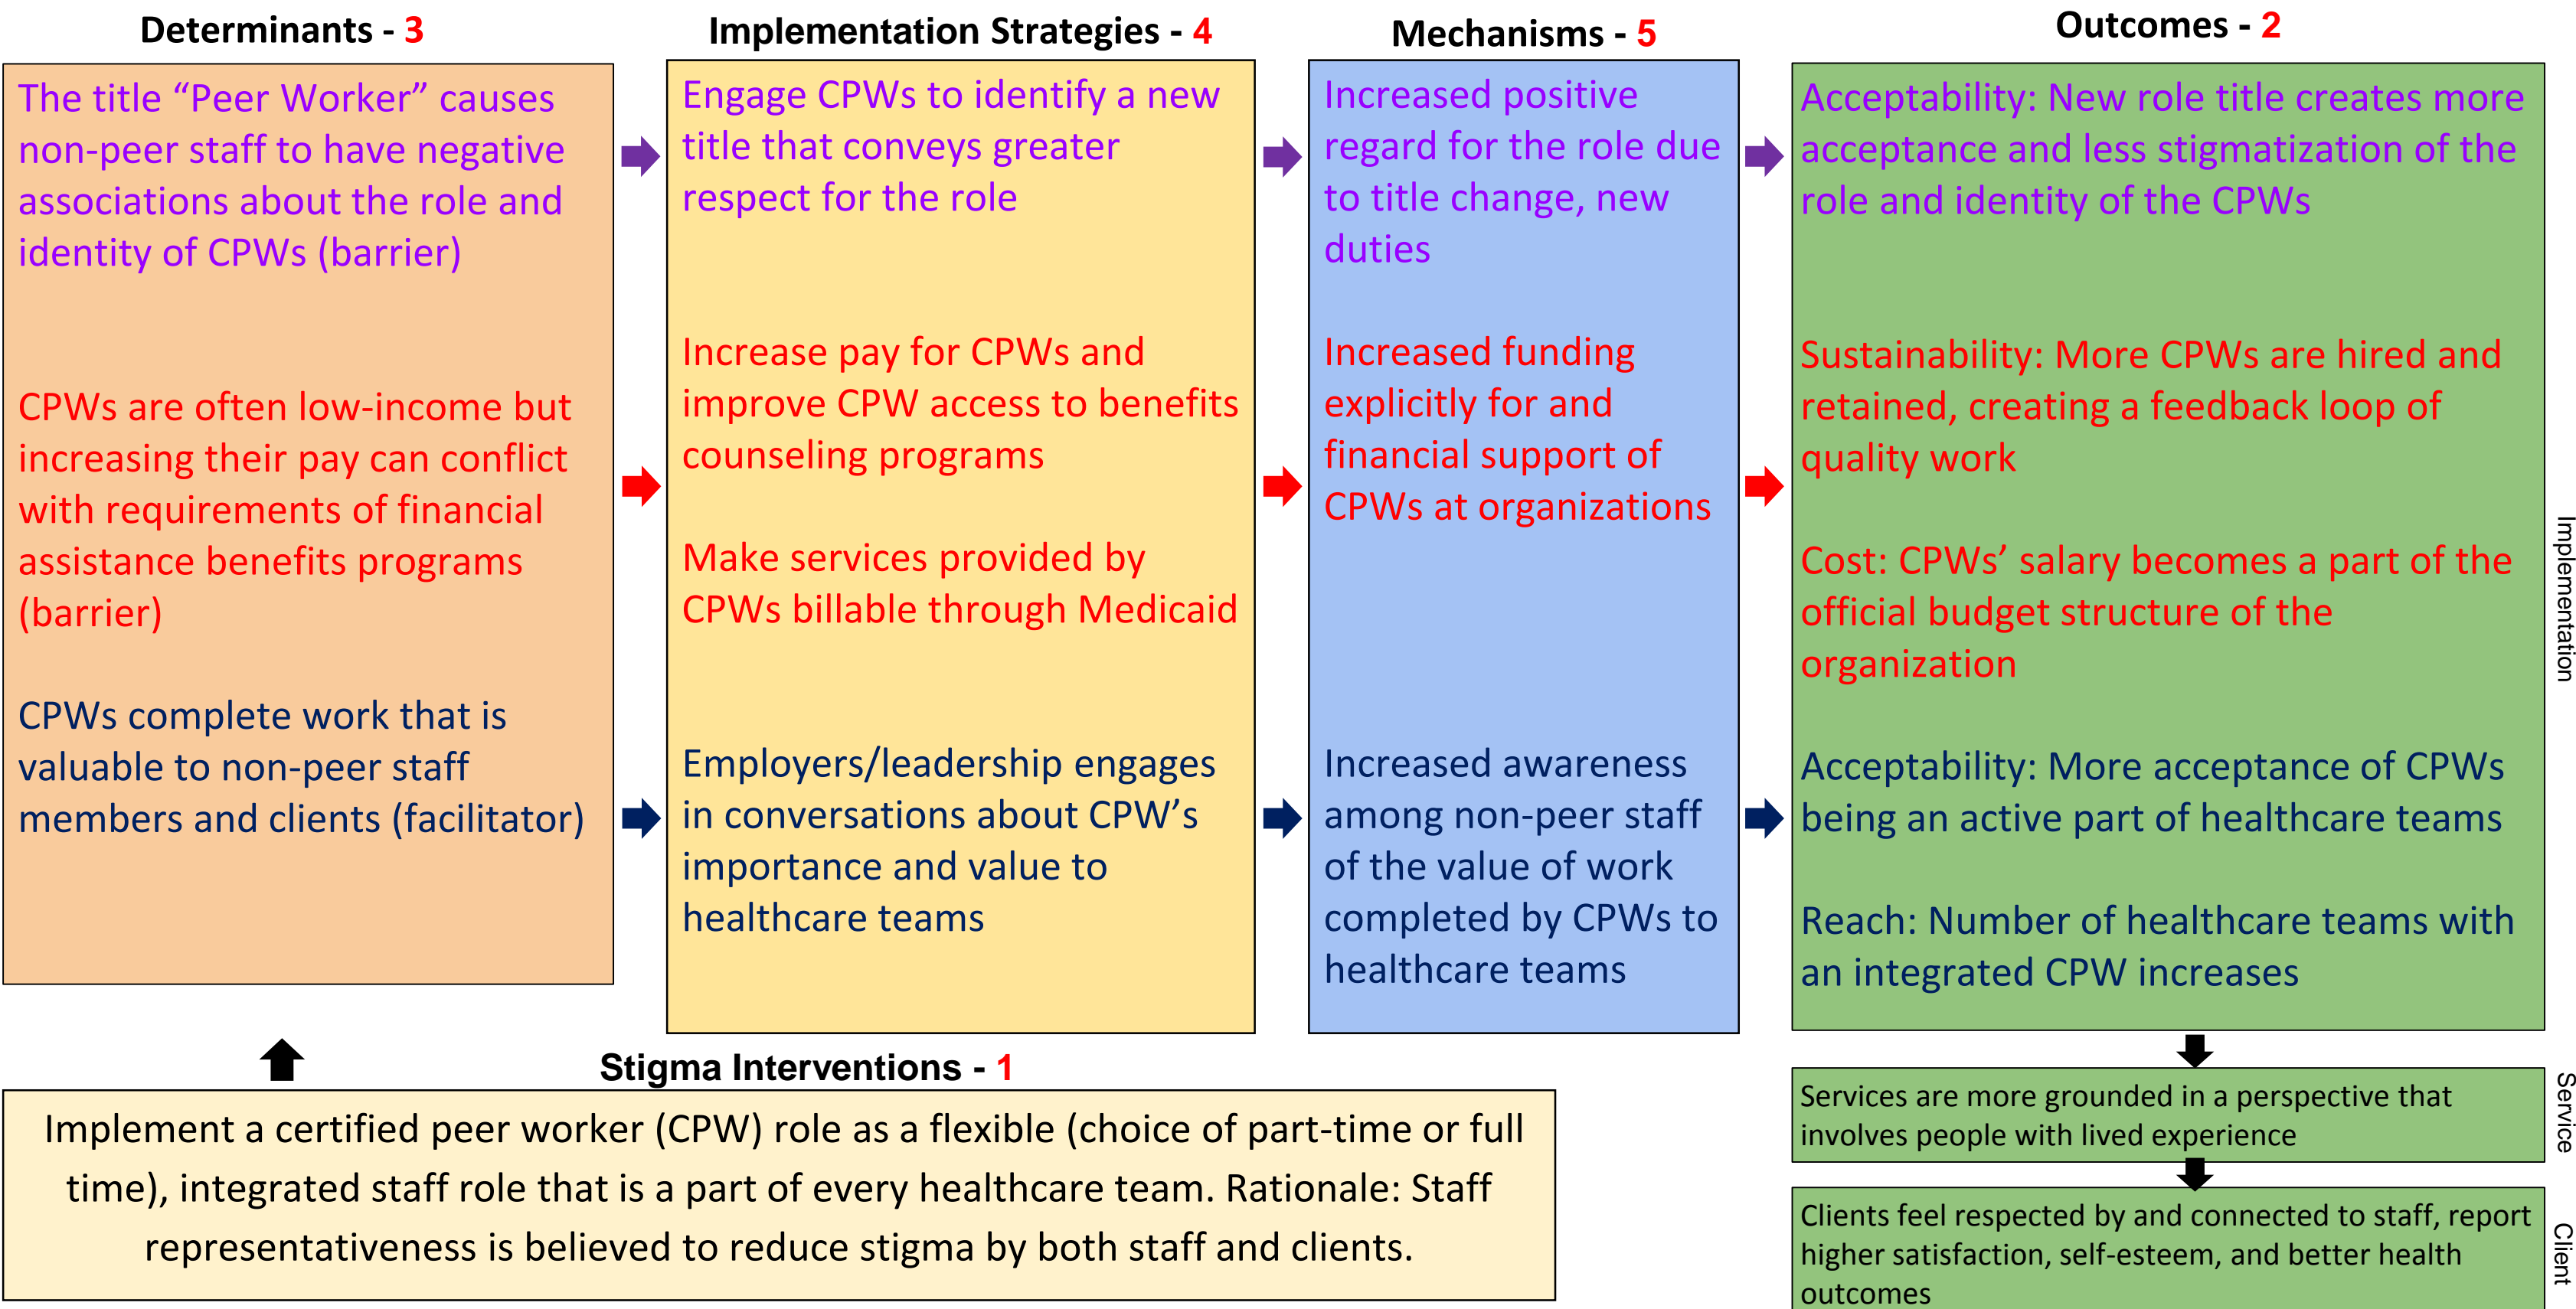 Determinants - 3
The title “Peer Worker” causes
non-peer staff to have negative
associations about the role and
identity of CPWs (barrier)
CPWs are often low-income but
increasing their pay can conflict
with requirements of financial
assistance benefits programs
(barrier)
CPWs complete work that is
valuable to non-peer staff
members and clients (facilitator)
Implementation Strategies - 4
Engage CPWs to identify a new
title that conveys greater
respect for the role
Increase pay for CPWs and
improve CPW access to benefits
counseling programs
Make services provided by
CPWs billable through Medicaid
Employers/leadership engages
in conversations about CPW’s
importance and value to
healthcare teams
Mechanisms - 5
Increased positive
regard for the role due
to title change, new
duties
Increased funding
explicitly for and
financial support of
CPWs at organizations
Increased awareness
among non-peer staff
of the value of work
completed by CPWs to
healthcare teams
Outcomes - 2
Acceptability: New role title creates more
acceptance and less stigmatization of the
role and identity of the CPWs
Sustainability: More CPWs are hired and
retained, creating a feedback loop of
quality work
Cost: CPWs’ salary becomes a part of the
official budget structure of the
organization
Acceptability: More acceptance of CPWs
being an active part of healthcare teams
Reach: Number of healthcare teams with
an integrated CPW increases
Implementation
Stigma Interventions - 1
Implement a certified peer worker (CPW) role as a flexible (choice of part-time or full
time), integrated staff role that is a part of every healthcare team. Rationale: Staff
representativeness is believed to reduce stigma by both staff and clients.
Services are more grounded in a perspective that
involves people with lived experience
Service
Clients feel respected by and connected to staff, report
higher satisfaction, self-esteem, and better health
outcomes
Client